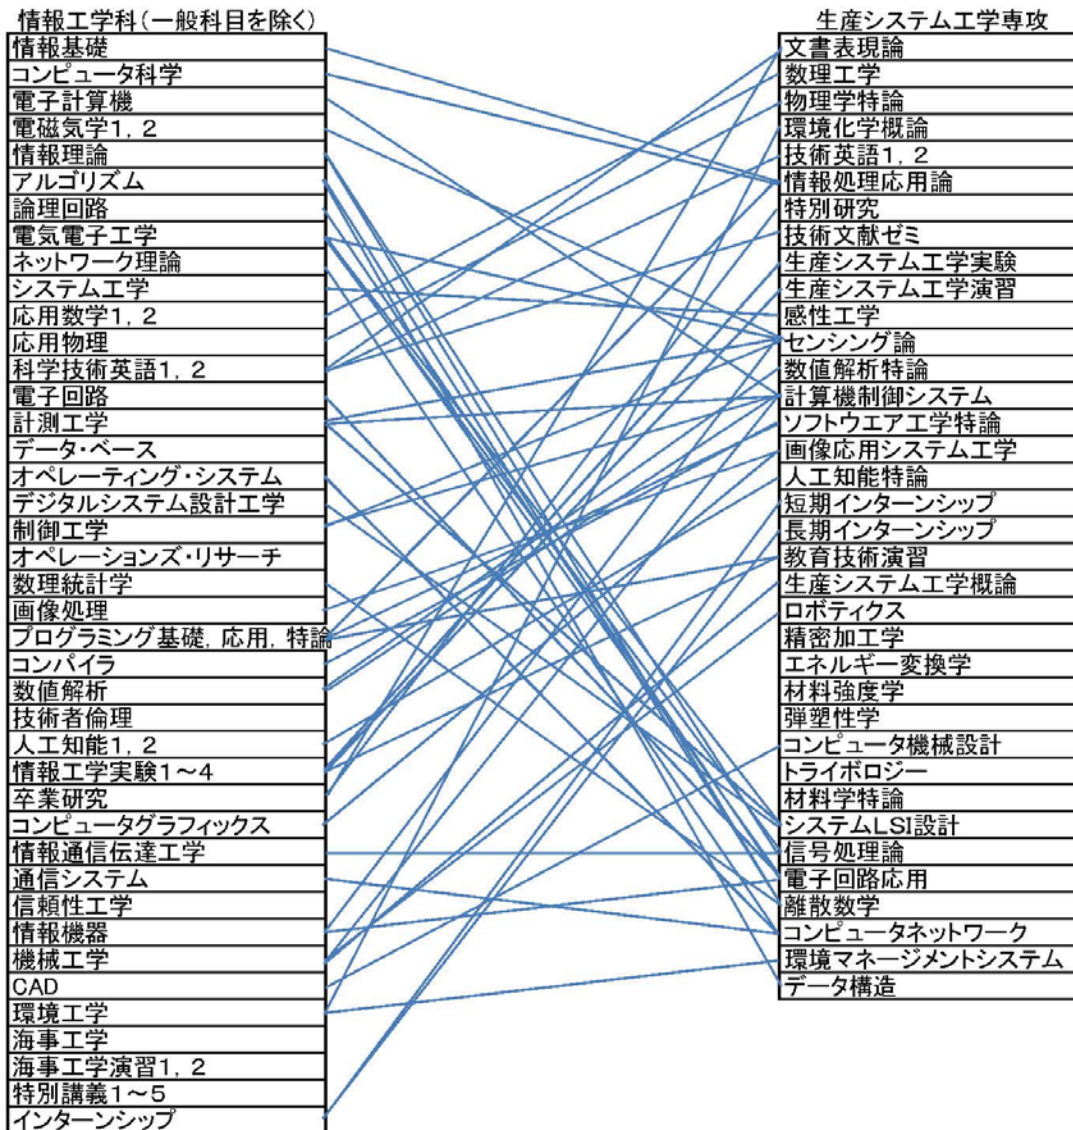 情報工学科(一般科目を除く)
情報基礎
コンピュータ科学
電子計算機
電磁気学1, 2
情報理論
アルゴリズム
論理回路
電気電子工学
ネットワーク理論
システム工学
応用数学1, 2
応用物理
科学技術英語1, 2
電子回路
計測工学
データ・ベース
オペレーティング・システム
デジタルシステム設計工学
制御工学
オペレーションズ・リサーチ
数理統計学
画像処理
プログラミング基礎, 応用, 特論
コンパイラ
数値解析
技術者倫理
人工知能1, 2
情報工学実験1～4
卒業研究
コンピュータグラフィックス
情報通信伝達工学
通信システム
信頼性工学
情報機器
機械工学
CAD
環境工学
海事工学
海事工学演習1, 2
特別講義1～5
インターンシップ
生産システム工学専攻
文書表現論
数理工学
物理学特論
環境化学概論
技術英語1, 2
情報処理応用論
特別研究
技術文献ゼミ
生産システム工学実験
生産システム工学演習
感性工学
センシング論
数値解析特論
計算機制御システム
ソフトウエア工学特論
画像応用システム工学
人工知能特論
短期インターンシップ
長期インターンシップ
教育技術演習
生産システム工学概論
ロボティクス
精密加工学
エネルギー変換学
材料強度学
弾塑性学
コンピュータ機械設計
トライボロジー
材料学特論
システムLSI設計
信号処理論
電子回路応用
離散数学
コンピュータネットワーク
環境マネージメントシステム
データ構造